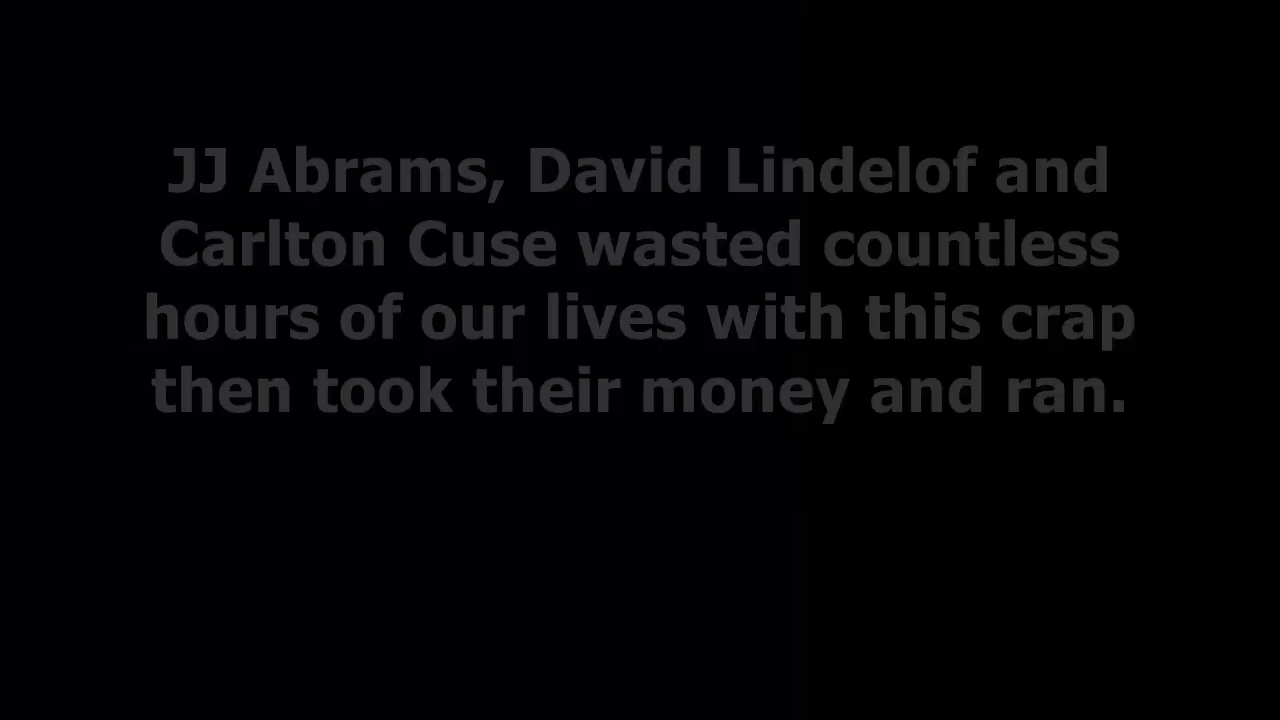 JJ Abrams, David Lindelof and
Carlton Cuse wasted countless
hours of our lives with this crap
then took their money and ran.